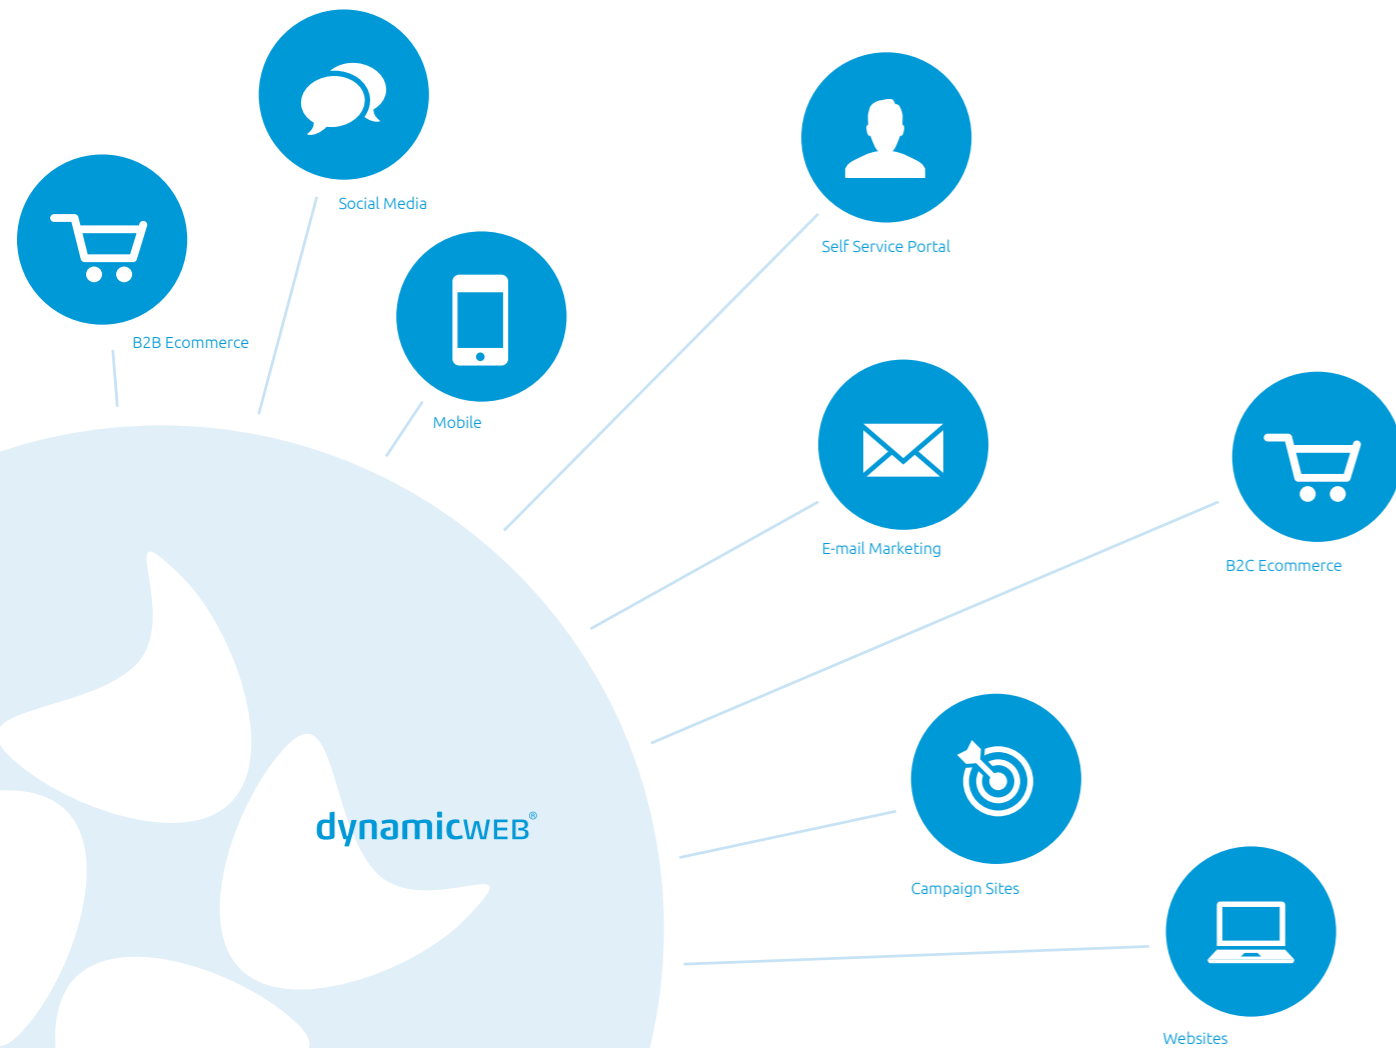 Social Media
Self Service Portal
B2B Ecommerce
Mobile
E-mail Marketing
B2C Ecommerce
dynamicWEB®
Campaign Sites
Websites